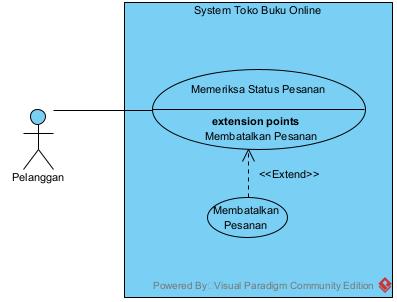 System Toko Buku Online
Memeriksa Status Pesanan
extension points
Membatalkan Pesanan
Pelanggan
<<Extend>>
Membatalkan
Pesanan
Powered By: Visual Paradigm Community Edition